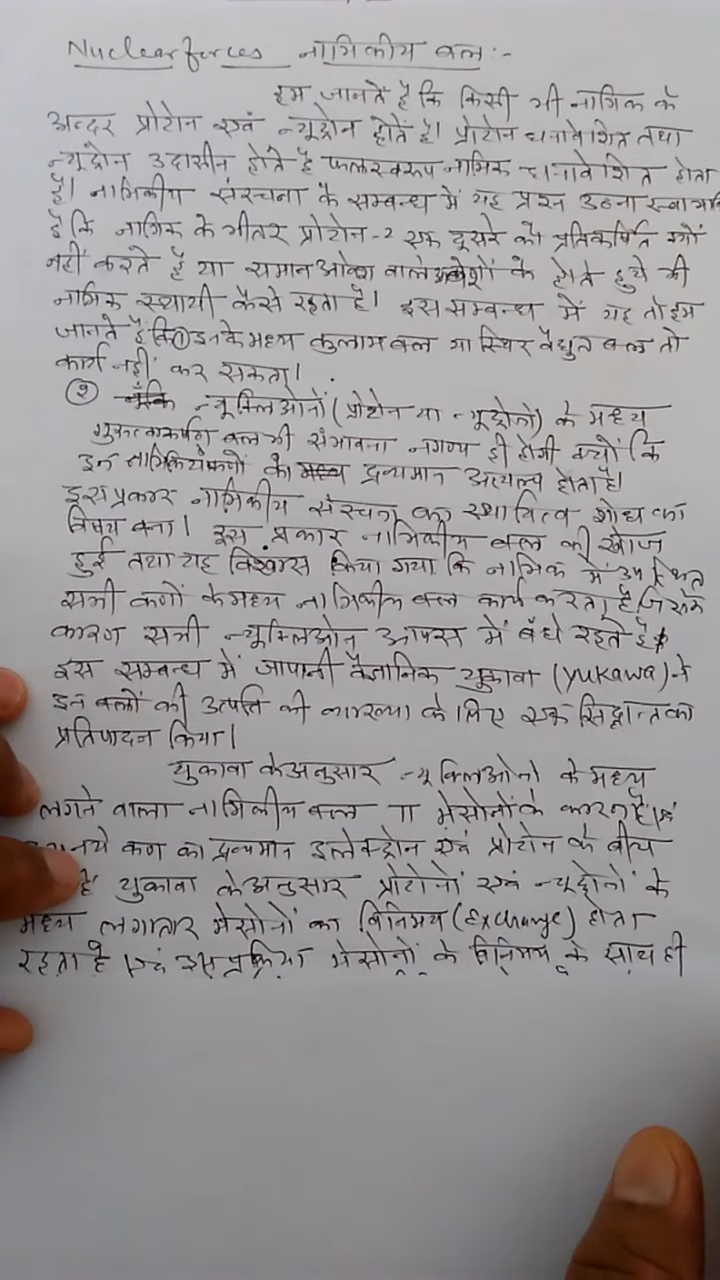 Nuclear forces नाभिकीय बल :-
हम जानते है कि किसी भी नाभिक के
अन्दर प्रोटोन एवं न्यूट्रोन होते है। प्रोटोन धनावेशित तथा
न्यूट्रोन उदासीन होते है फलस्वरूप नाभिक धनावेशित होता
है। नाभिकीय संरचना के सम्बन्ध में यह प्रश्न उठना
है कि नाभिक के भीतर प्रोटोन-2 एक दूसरे को प्रतिकर्षित क्यों
नहीं करते है या समान आवेश वाले के होते हुये भी
नाभिक स्थायी कैसे रहता है। इस सम्बन्ध में यह तो हम
जानते है कि ① इनके मध्य कुलाम बल या स्थिर वैधुत बल तो
कार्य नहीं कर सकता।
② चूँकि न्यूक्लिओनों (प्रोटोन या न्यूट्रोनों) के मध्य
गुरूत्वाकर्षण बल भी संभावना नगण्य ही होगी क्योंकि
इन का द्रव्यमान अत्यल्प होता है।
इस प्रकार नाभिकीय संरचना का स्थायित्व शोध का
विषय बना। इस प्रकार नाभिकीय बल की खोज
हुई तथा यह विश्वास किया गया कि नाभिक में उपस्थित
सभी कणों के मध्य नाभिकीय बल कार्य करता है जिसके
कारण सभी न्यूक्लिओन आपस में बंधे रहते है
इस सम्बन्ध में जापानी वैज्ञानिक युकावा (Yukawa) ने
इन बलों की उत्पत्ति की व्याख्या के लिए एक सिद्धान्त का
प्रतिपादन किया।
युकावा के अनुसार न्यूक्लिओनो के मध्य
लगने वाला नाभिकीय बल π मेसोनों के कारण है एवं
कण का द्रव्यमान इलेक्ट्रोन एवं प्रोटोन के बीच
है युकावा के अनुसार प्रोटोनों एवं न्यूट्रोनों के
मध्य लगातार मेसोनों का विनिमय (Exchange) होता
रहता है एवं इस प्रक्रिया मेसोनों के विनिमय के साथ ही